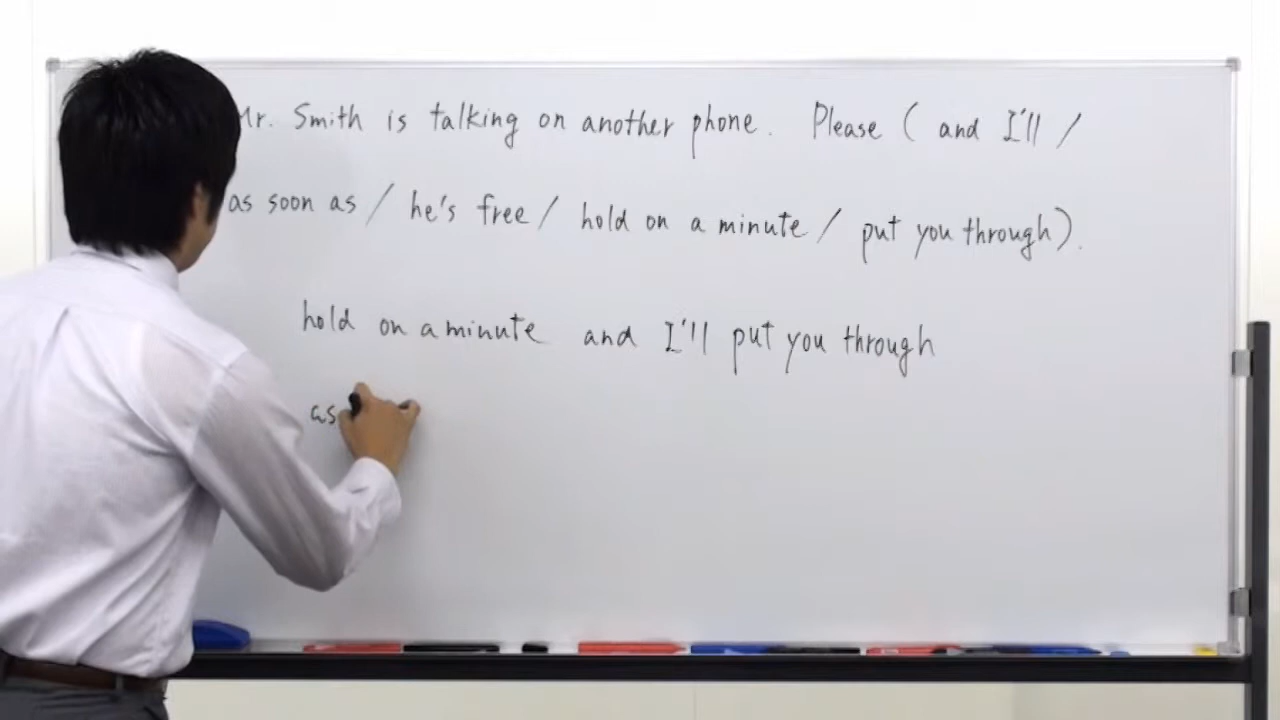 Mr. Smith is talking on another phone. Please ( and I'll /
as soon as / he's free / hold on a minute / put you through).
hold on a minute and I'll put you through
as